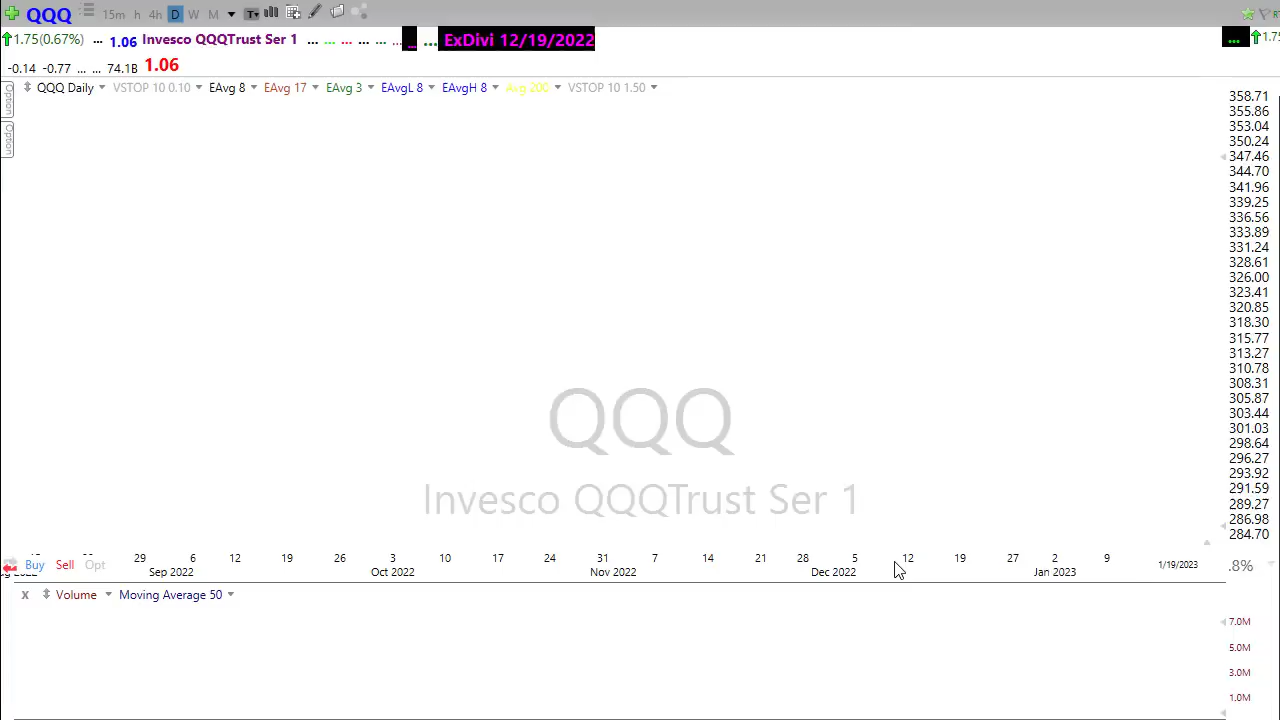 QQQ 15m h 4h D W M T
1.75(0.67%) ... 1.06 Invesco QQQTrust Ser 1 ... ... ... ... ... ... ... ... ExDivi 12/19/2022 ... 1.75
-0.14 -0.77 ... ... 74.1B 1.06
QQQ Daily VSTOP 10 0.10 EAvg 8 EAvg 17 EAvg 3 EAvgL 8 EAvgH 8 Avg 200 VSTOP 10 1.50
Option
Option
358.71
355.86
353.04
350.24
347.46
344.70
341.96
339.25
336.56
333.89
331.24
328.61
326.00
323.41
320.85
318.30
315.77
313.27
310.78
308.31
305.87
303.44
301.03
298.64
296.27
293.92
291.59
289.27
286.98
284.70
QQQ
Invesco QQQTrust Ser 1
29 6 12 19 26 3 10 17 24 31 7 14 21 28 5 12 19 27 2 9
Buy Sell Opt
Sep 2022 Oct 2022 Nov 2022 Dec 2022 Jan 2023 1/19/2023 .8%
x Volume Moving Average 50
7.0M
5.0M
3.0M
1.0M